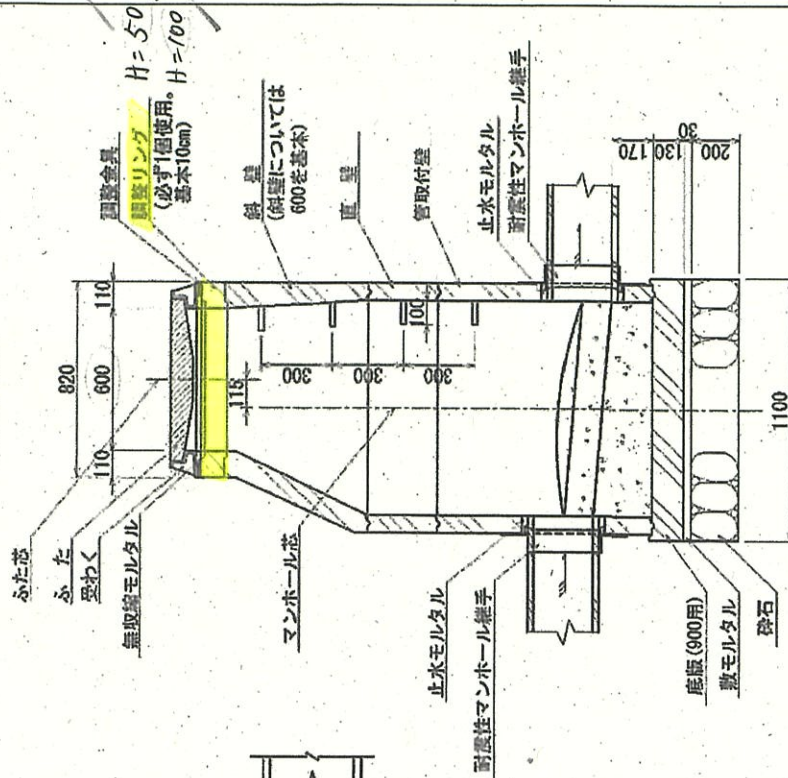 H=50
H=100
調整金具
調整リング
(必ず1個使用。
基本10cm)
斜 壁
(斜壁については
600を基本)
直 壁
管取付壁
止水モルタル
耐震性マンホール継手
820
110
600
110
115
300
300
300
100
170
130
30
200
1100
ふた芯
ふ た
受わく
無収縮モルタル
マンホール芯
止水モルタル
耐震性マンホール継手
底版(900用)
敷モルタル
砕石